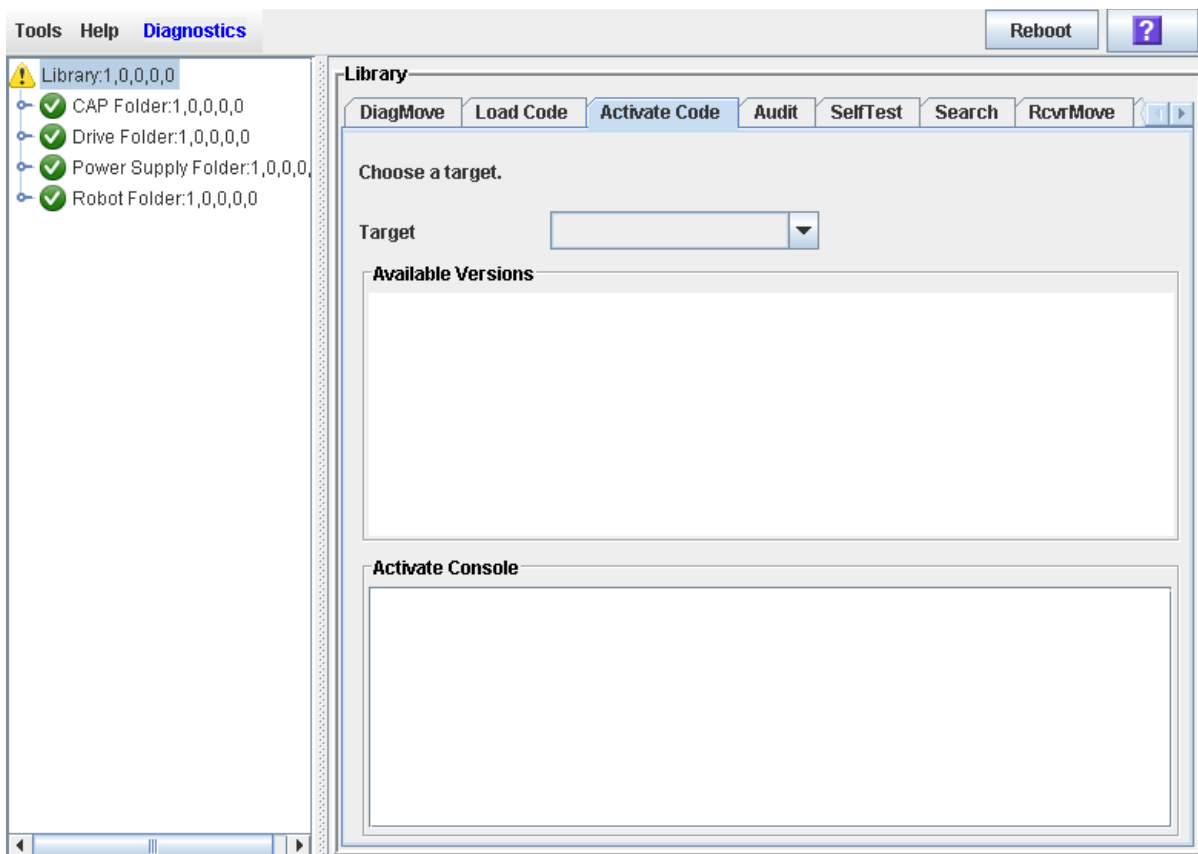 Tools Help Diagnostics Reboot ?
Library:1,0,0,0,0
CAP Folder:1,0,0,0,0
Drive Folder:1,0,0,0,0
Power Supply Folder:1,0,0,0,
Robot Folder:1,0,0,0,0
Library
DiagMove Load Code Activate Code Audit SelfTest Search RcvrMove
Choose a target.
Target
Available Versions
Activate Console